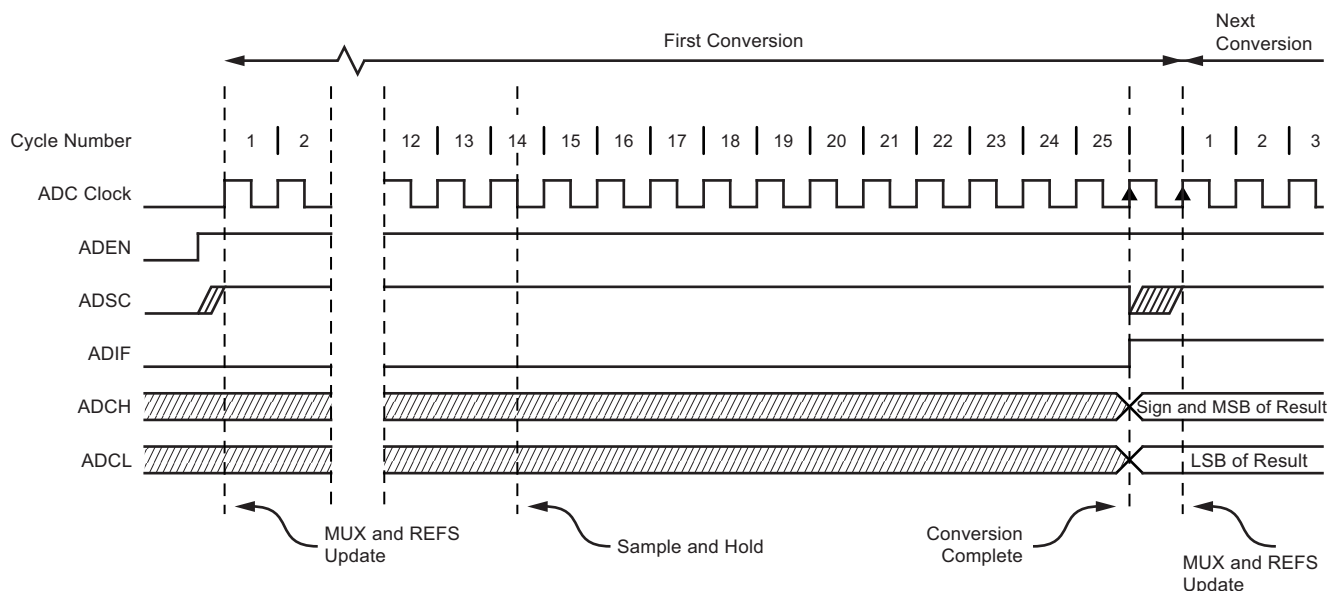 Next
Conversion
First Conversion
Cycle Number 1 2 12 13 14 15 16 17 18 19 20 21 22 23 24 25 1 2 3
ADC Clock
ADEN
ADSC
ADIF
ADCH Sign and MSB of Result
ADCL LSB of Result
MUX and REFS
Update
Sample and Hold
Conversion
Complete
MUX and REFS
Update